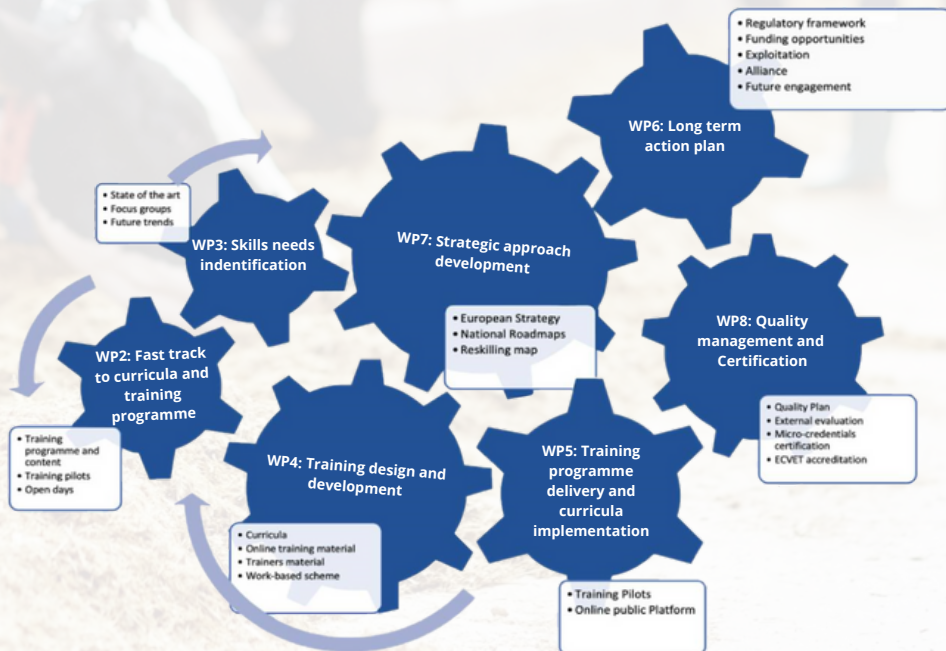 • Regulatory framework
• Funding opportunities
• Exploitation
• Alliance
• Future engagement
WP6: Long term
action plan
• State of the art
• Focus groups
• Future trends
WP3: Skills needs
indentification
WP7: Strategic approach
development
• European Strategy
• National Roadmaps
• Reskilling map
WP8: Quality
management and
Certification
• Quality Plan
• External evaluation
• Micro-credentials
certification
• ECVET accreditation
WP2: Fast track
to curricula and
training
programme
• Training
programme and
content
• Training pilots
• Open days
WP4: Training design and
development
• Curricula
• Online training material
• Trainers material
• Work-based scheme
WP5: Training
programme
delivery and
curricula
implementation
• Training Pilots
• Online public Platform